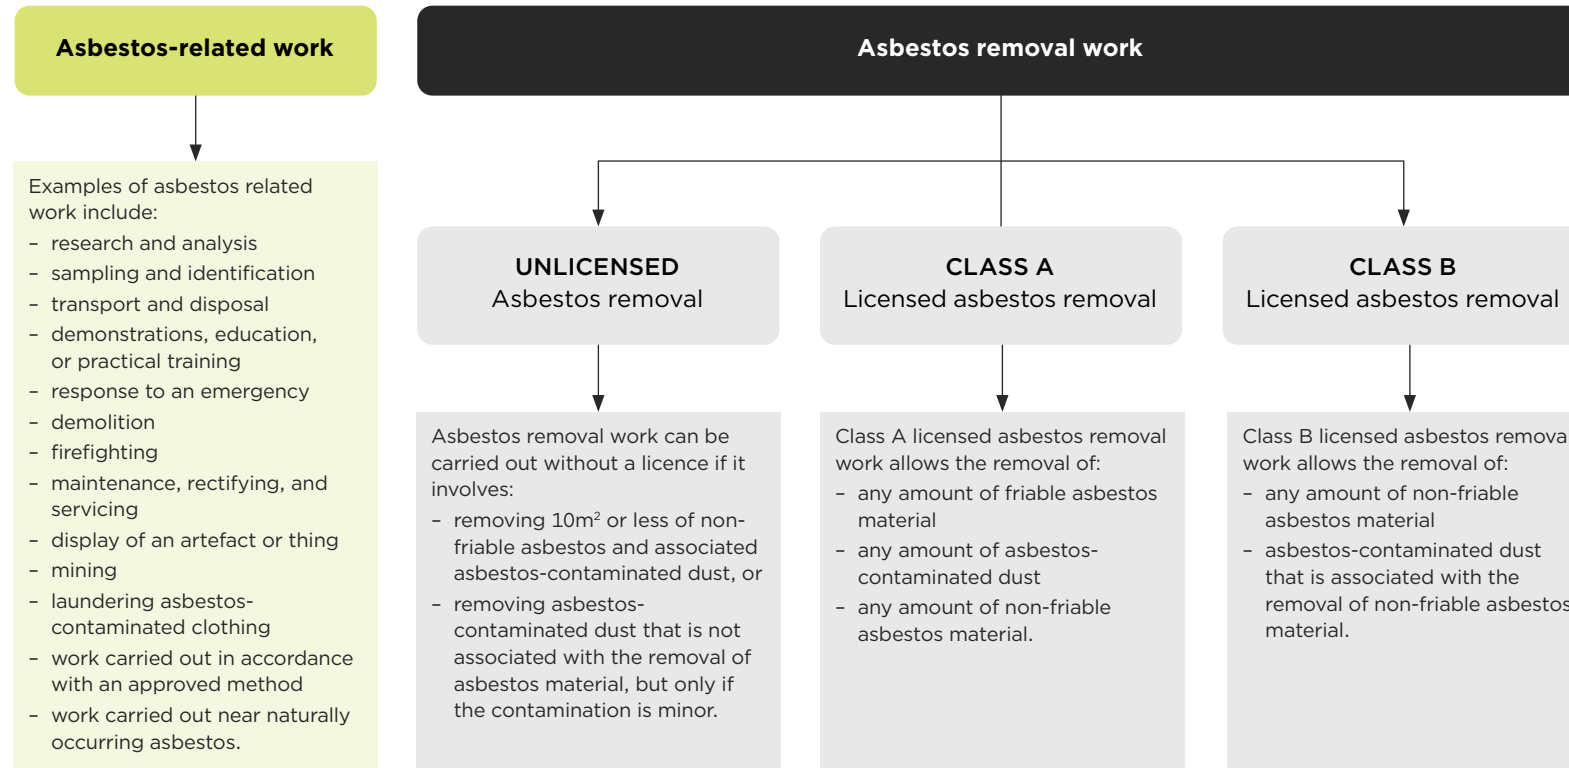 Asbestos-related work
Examples of asbestos related
work include:
– research and analysis
– sampling and identification
– transport and disposal
– demonstrations, education,
or practical training
– response to an emergency
– demolition
– firefighting
– maintenance, rectifying, and
servicing
– display of an artefact or thing
– mining
– laundering asbestos-
contaminated clothing
– work carried out in accordance
with an approved method
– work carried out near naturally
occurring asbestos.
Asbestos removal work
UNLICENSED
Asbestos removal
Asbestos removal work can be
carried out without a licence if it
involves:
– removing 10m² or less of non-
friable asbestos and associated
asbestos-contaminated dust, or
– removing asbestos-
contaminated dust that is not
associated with the removal of
asbestos material, but only if
the contamination is minor.
CLASS A
Licensed asbestos removal
Class A licensed asbestos removal
work allows the removal of:
– any amount of friable asbestos
material
– any amount of asbestos-
contaminated dust
– any amount of non-friable
asbestos material.
CLASS B
Licensed asbestos removal
Class B licensed asbestos remova
work allows the removal of:
– any amount of non-friable
asbestos material
– asbestos-contaminated dust
that is associated with the
removal of non-friable asbestos
material.